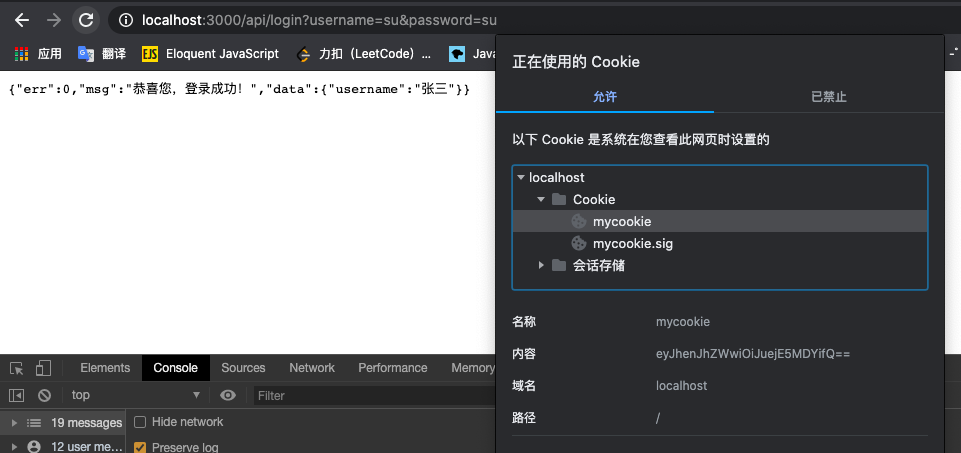 localhost:3000/api/login?username=su&password=su
应用 翻译 EJS Eloquent JavaScript 力扣（LeetCode）...
{"err":0,"msg":"恭喜您，登录成功！","data":{"username":"张三"}}
正在使用的 Cookie
允许 已禁止
以下 Cookie 是系统在您查看此网页时设置的
localhost
Cookie
mycookie
mycookie.sig
会话存储
名称 mycookie
内容 eyJhenJhZWwiOiJuejE5MDYifQ==
域名 localhost
路径 /
Elements Console Sources Network Performance Memory
top Filter
19 messages Hide network
12 user me... Preserve log